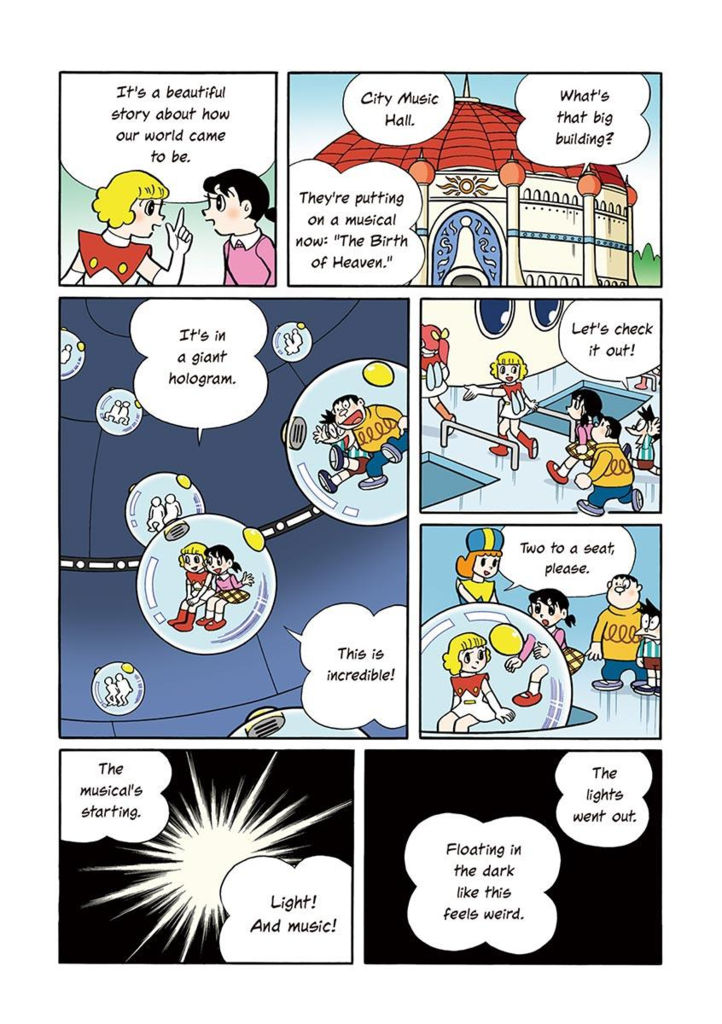 What's
that big
building?
City Music
Hall.
They're putting
on a musical
now: "The Birth
of Heaven."
It's a beautiful
story about how
our world came
to be.
Let's check
it out!
Two to a seat,
please.
It's in
a giant
hologram.
This is
incredible!
The
lights
went out.
Floating in
the dark
like this
feels weird.
The
musical's
starting.
Light!
And music!